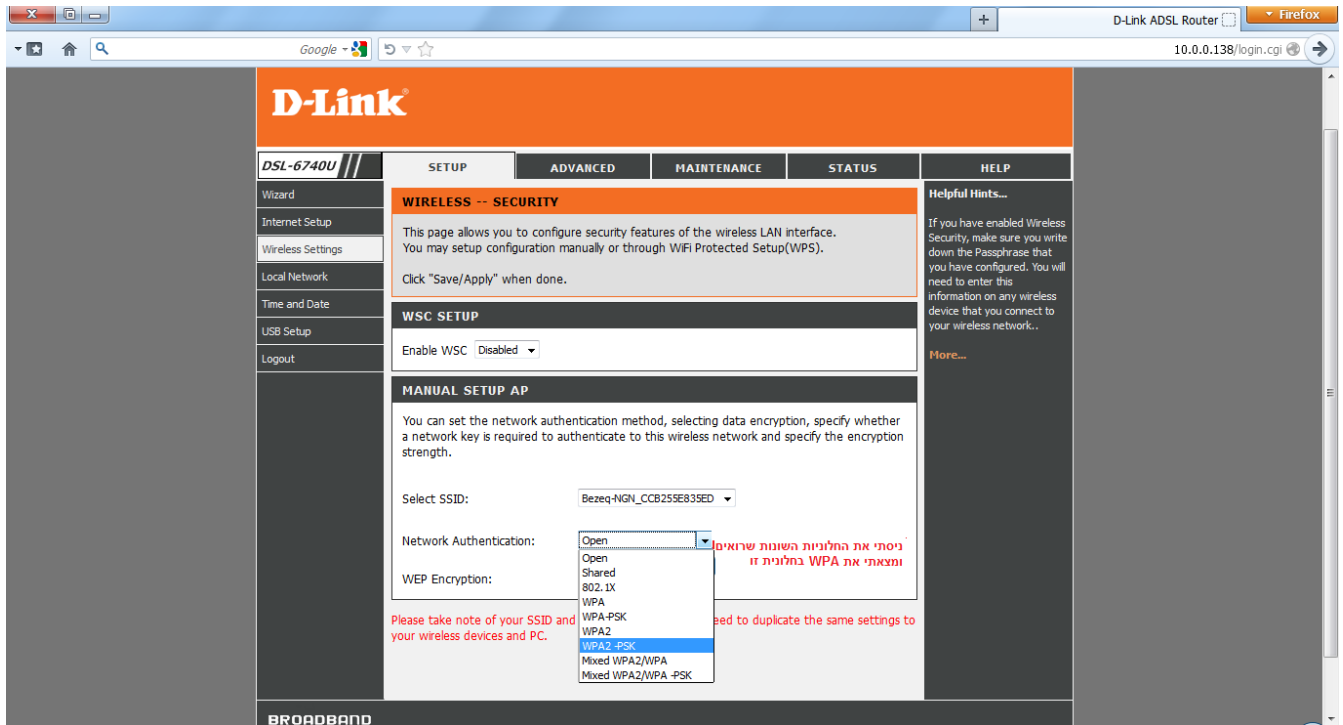 D-Link ADSL Router
Firefox
Google
10.0.0.138/login.cgi
D-Link
DSL-6740U
SETUP
ADVANCED
MAINTENANCE
STATUS
HELP
Wizard
Internet Setup
Wireless Settings
Local Network
Time and Date
USB Setup
Logout
WIRELESS -- SECURITY
This page allows you to configure security features of the wireless LAN interface.
You may setup configuration manually or through WiFi Protected Setup(WPS).
Click "Save/Apply" when done.
WSC SETUP
Enable WSC Disabled
MANUAL SETUP AP
You can set the network authentication method, selecting data encryption, specify whether
a network key is required to authenticate to this wireless network and specify the encryption
strength.
Select SSID: Bezeq-NGN_CCB255E835ED
Network Authentication: Open
Open
Shared
802.1X
WPA
WPA-PSK
WPA2
WPA2 -PSK
Mixed WPA2/WPA
Mixed WPA2/WPA -PSK
ניסתי את החלוניות השונות שרואים
ומצאתי את WPA בחלונית זו
WEP Encryption:
Please take note of your SSID and eed to duplicate the same settings to
your wireless devices and PC.
Helpful Hints...
If you have enabled Wireless
Security, make sure you write
down the Passphrase that
you have configured. You will
need to enter this
information on any wireless
device that you connect to
your wireless network..
More...
BROADBAND